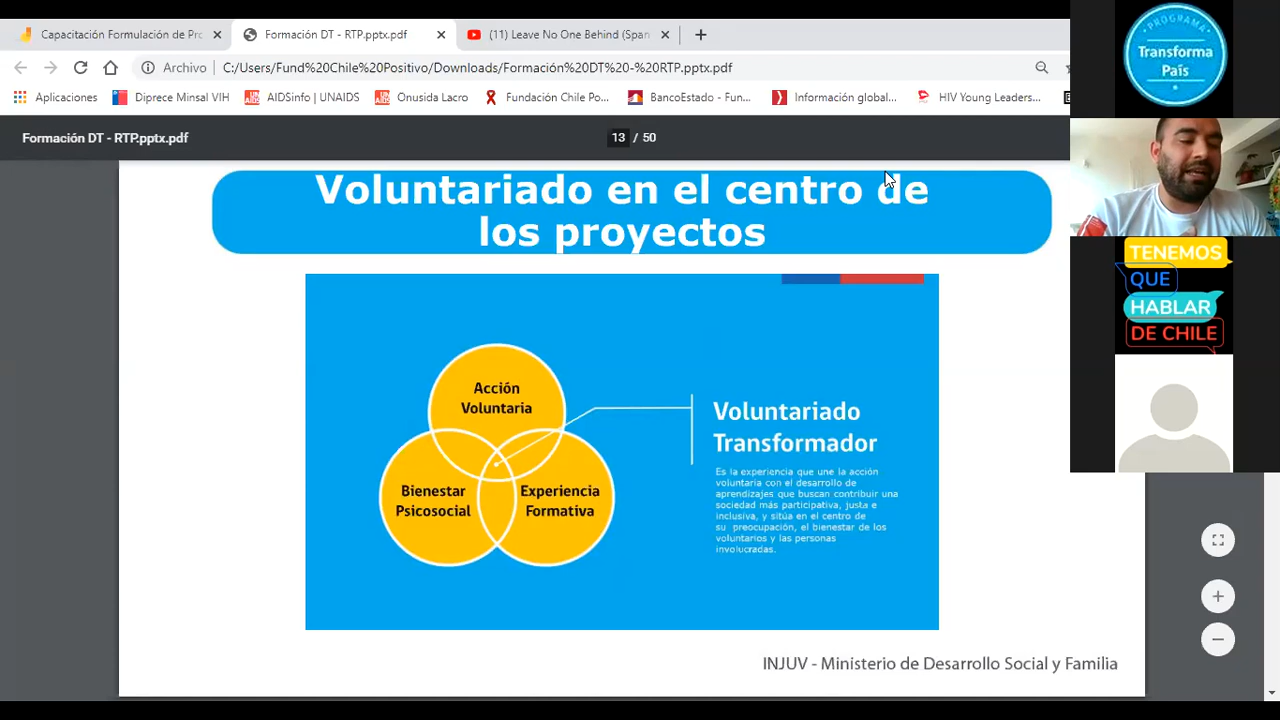 Capacitación Formulación de Pro
Formación DT - RTP.pptx.pdf
(11) Leave No One Behind (Span
Archivo
C:/Users/Fund%20Chile%20Positivo/Downloads/Formación%20DT%20-%20RTP.pptx.pdf
Aplicaciones
Diprece Minsal VIH
AIDSinfo | UNAIDS
Onusida Lacro
Fundación Chile Po...
BancoEstado - Fun...
Información global...
HIV Young Leaders...
Formación DT - RTP.pptx.pdf
13 / 50
Voluntariado en el centro de
los proyectos
Acción
Voluntaria
Bienestar
Psicosocial
Experiencia
Formativa
Voluntariado
Transformador
Es la experiencia que une la acción
voluntaria con el desarrollo de
aprendizajes que buscan contribuir una
sociedad más participativa, justa e
inclusiva, y sitúa en el centro de
su preocupación, el bienestar de los
voluntarios y las personas
involucradas.
INJUV - Ministerio de Desarrollo Social y Familia
PROGRAMA
Transforma
País
TENEMOS
QUE
HABLAR
DE CHILE